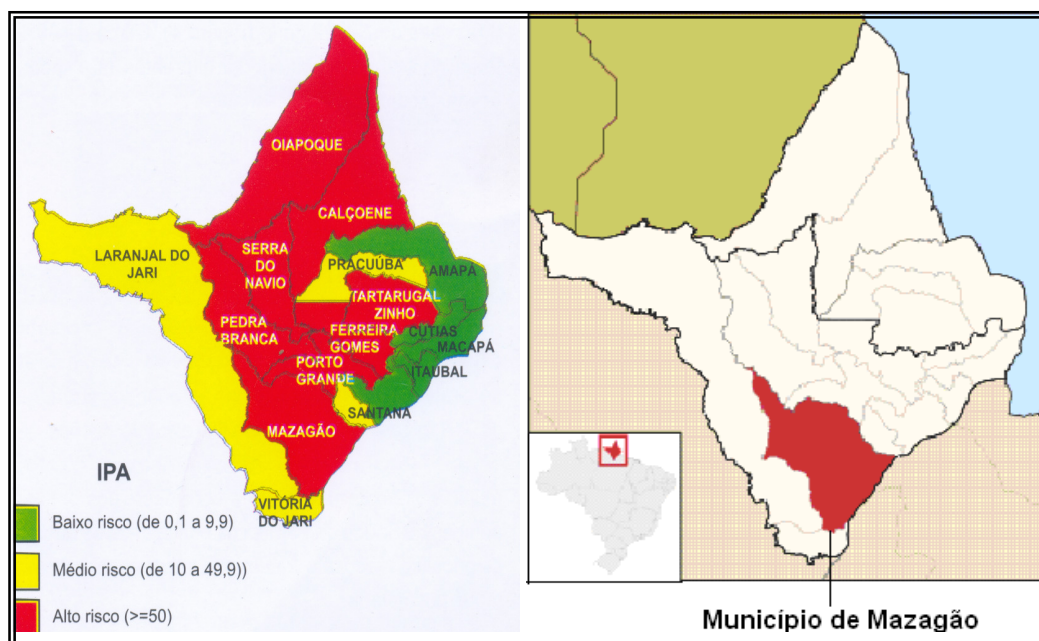 OIAPOQUE
CALÇOENE
LARANJAL DO
JARI
SERRA
DO
NAVIO
PRACUÚBA
AMAPÁ
TARTARUGAL
ZINHO
PEDRA
BRANCA
FERREIRA
GOMES
CUTIAS
MACAPÁ
PORTO
GRANDE
ITAUBAL
SANTANA
MAZAGÃO
IPA
VITÓRIA
DO JARI
Baixo risco (de 0,1 a 9,9)
Médio risco (de 10 a 49,9))
Alto risco (>=50)
Município de Mazagão